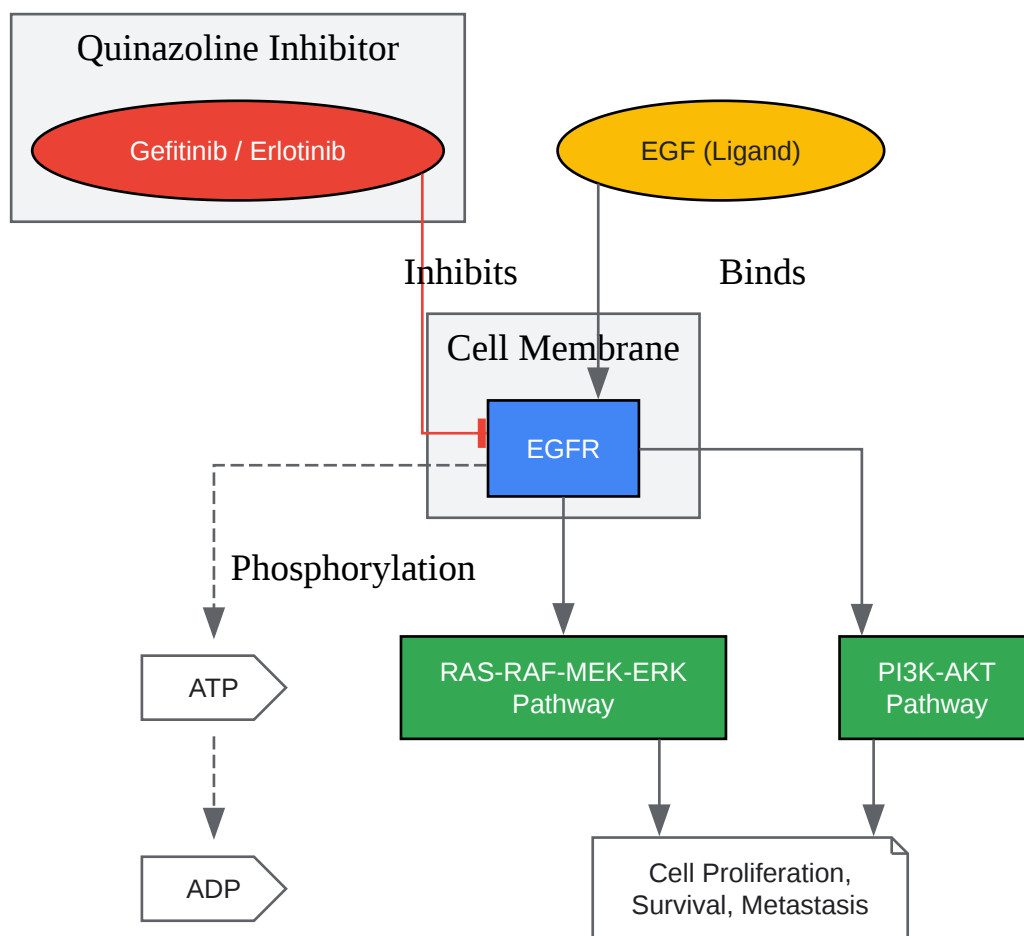 Quinazoline Inhibitor
Gefitinib / Erlotinib
EGF (Ligand)
Inhibits
Binds
Cell Membrane
EGFR
Phosphorylation
ATP
RAS-RAF-MEK-ERK
Pathway
PI3K-AKT
Pathway
ADP
Cell Proliferation,
Survival, Metastasis